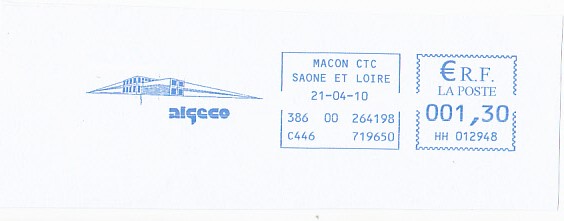 algeco
MACON CTC
SAONE ET LOIRE
21-04-10
386 00 264198
C446 719650
€ R.F.
LA POSTE
001,30
HH 012948